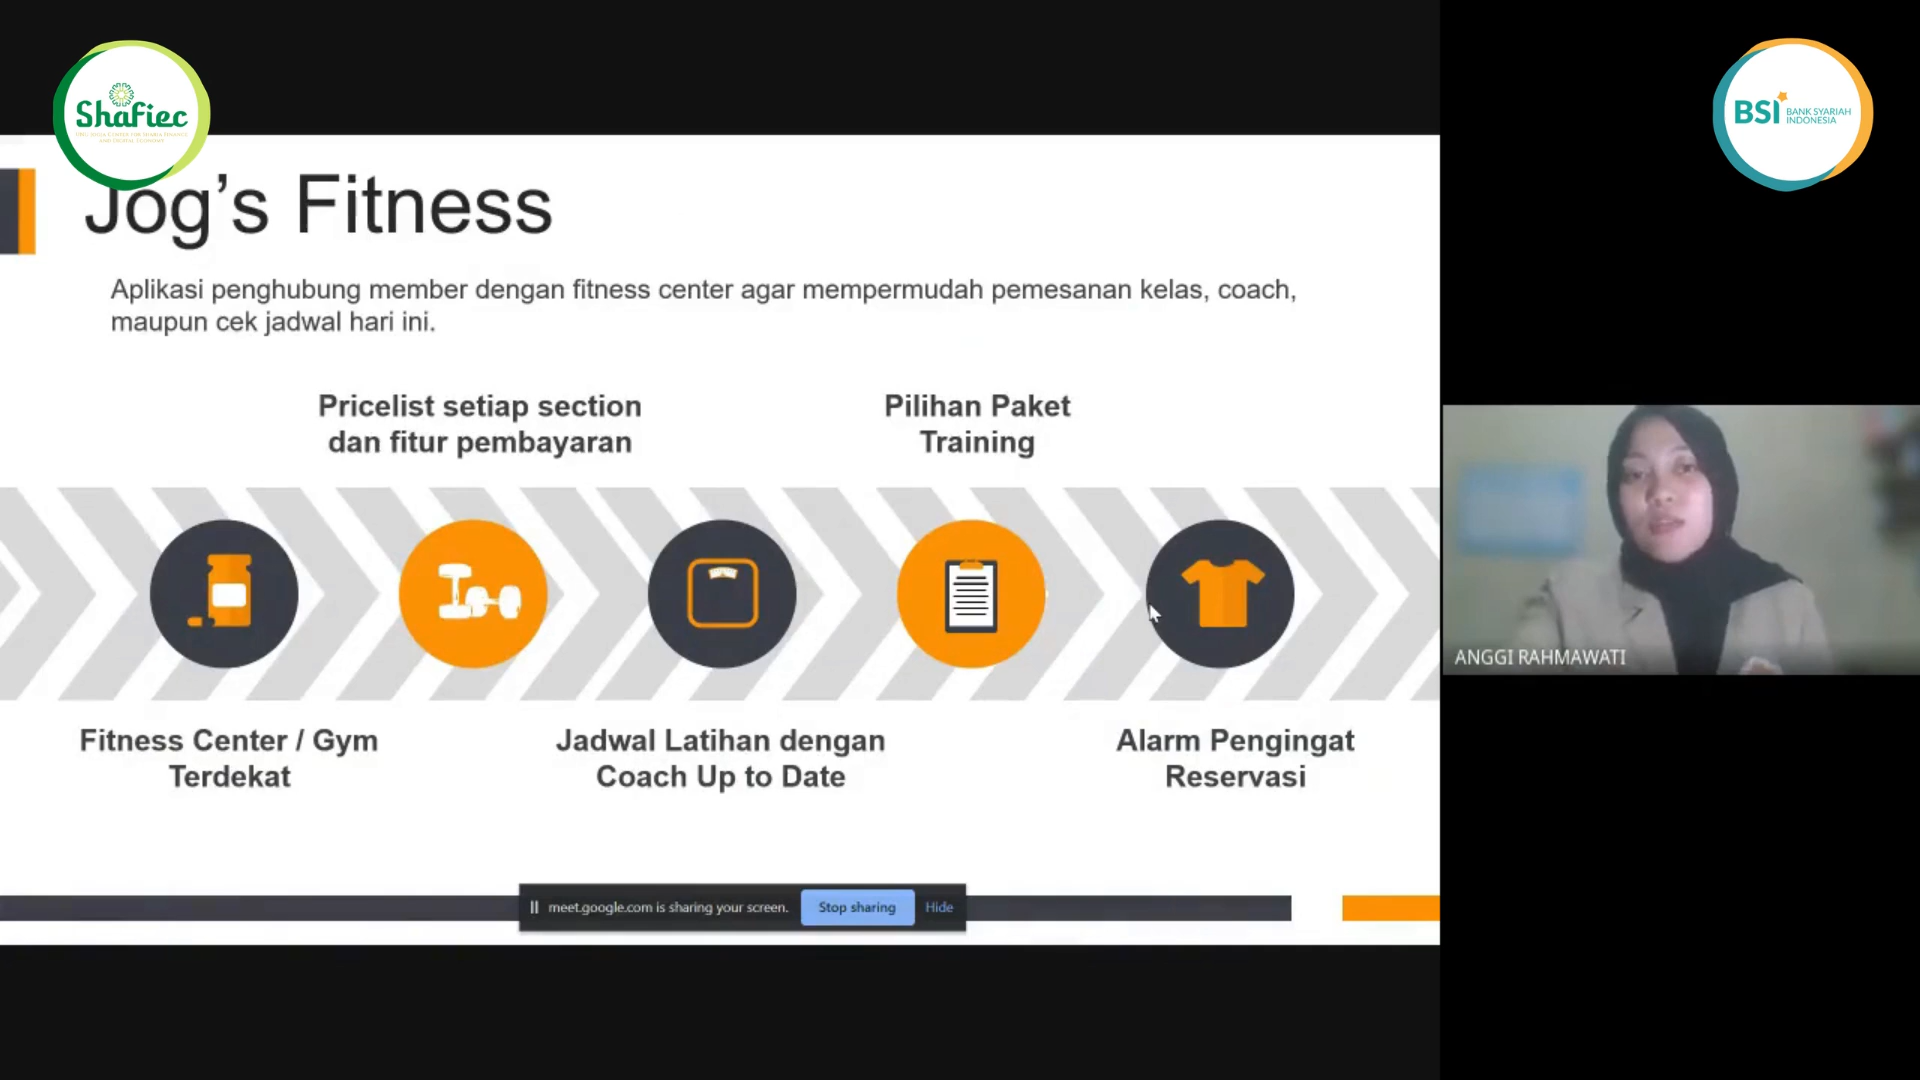 Shafiec
BSI BANK SYARIAH
INDONESIA
Jog's Fitness
Aplikasi penghubung member dengan fitness center agar mempermudah pemesanan kelas, coach,
maupun cek jadwal hari ini.
Pricelist setiap section
dan fitur pembayaran
Pilihan Paket
Training
Fitness Center / Gym
Terdekat
Jadwal Latihan dengan
Coach Up to Date
Alarm Pengingat
Reservasi
ANGGI RAHMAWATI
meet.google.com is sharing your screen.
Stop sharing
Hide